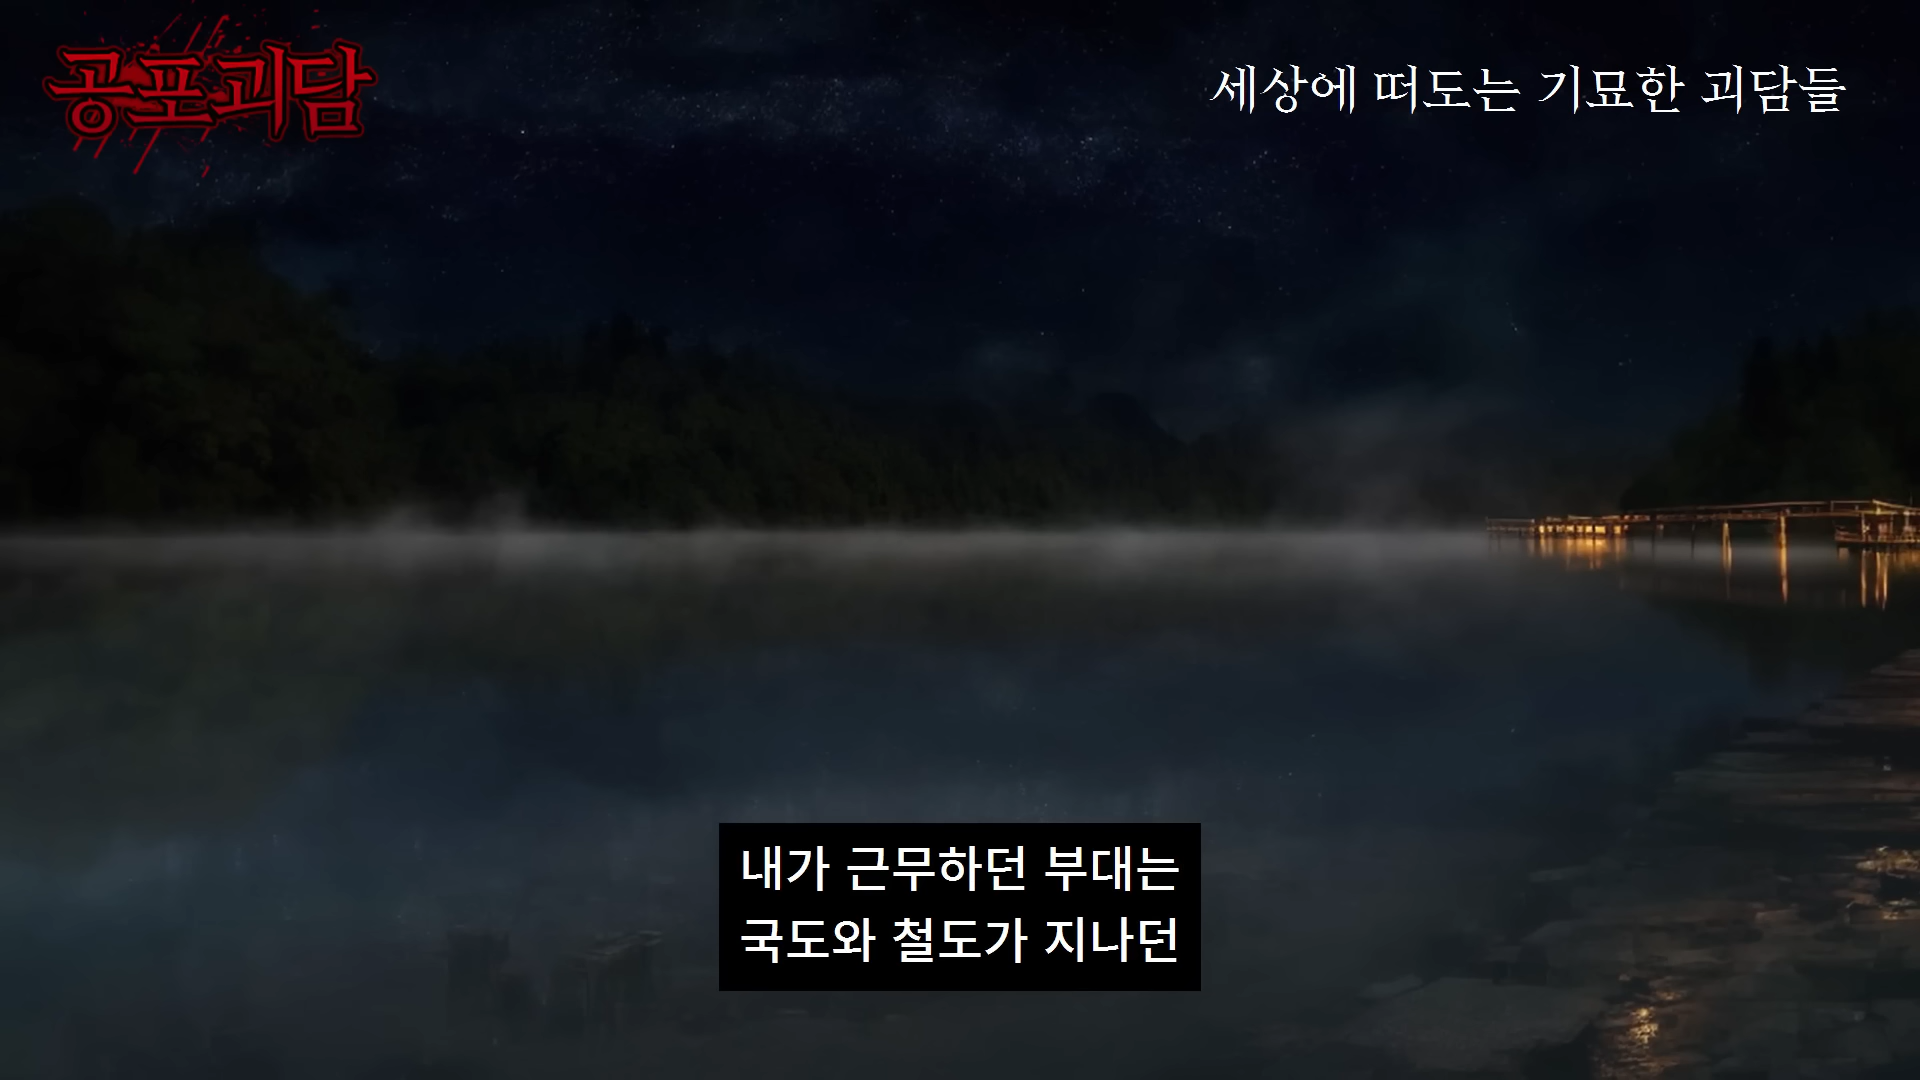 공포괴담
세상에 떠도는 기묘한 괴담들
내가 근무하던 부대는
국도와 철도가 지나던